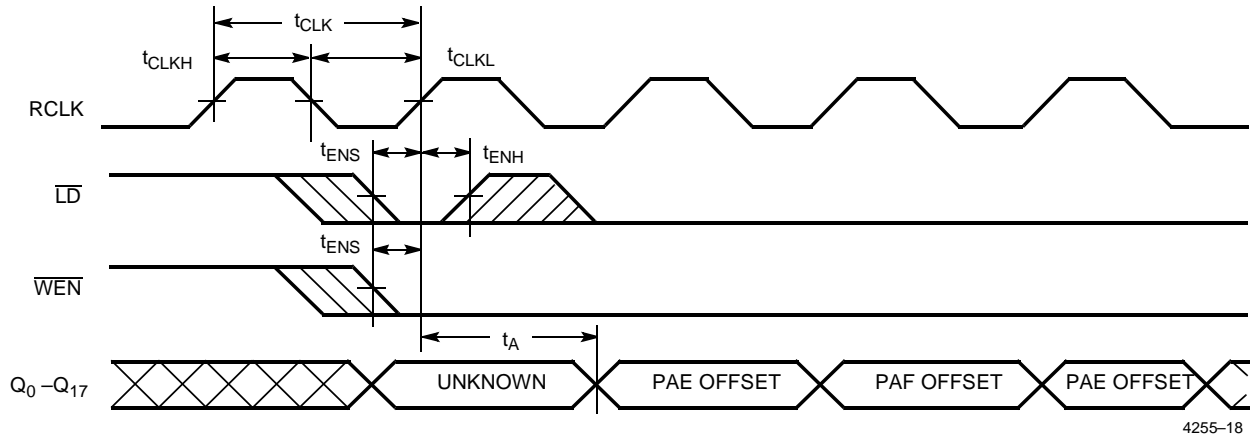 tCLK
tCLKH
tCLKL
RCLK
tENS
tENH
LD
tENS
WEN
tA
Q0 –Q17
UNKNOWN
PAE OFFSET
PAF OFFSET
PAE OFFSET
4255–18